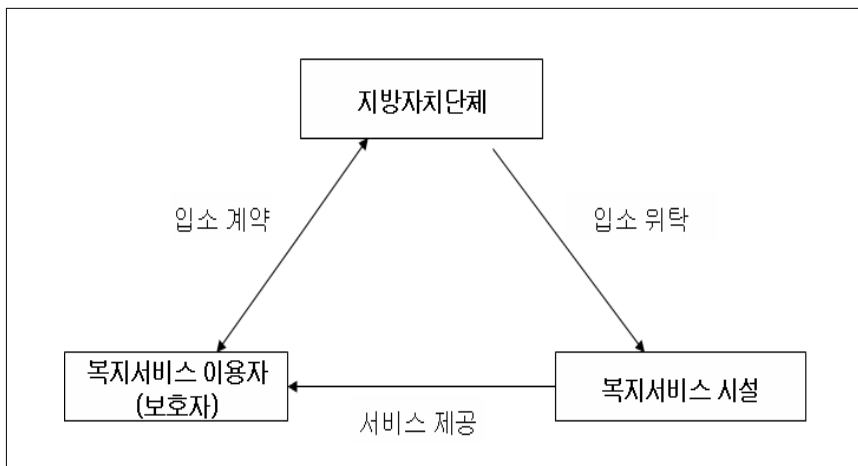 지방자치단체
입소 계약
입소 위탁
복지서비스 이용자
(보호자)
복지서비스 시설
서비스 제공